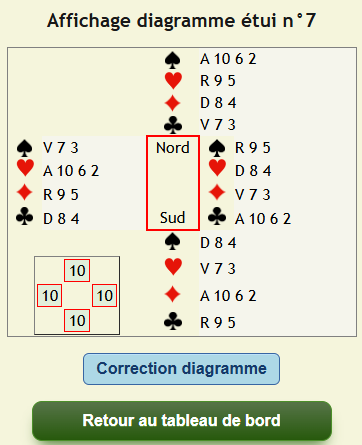 Affichage diagramme étui n°7
♠ A 10 6 2
♥ R 9 5
♦ D 8 4
♣ V 7 3
♠ V 7 3 Nord ♠ R 9 5
♥ A 10 6 2 ♥ D 8 4
♦ R 9 5 ♦ V 7 3
♣ D 8 4 Sud ♣ A 10 6 2
♠ D 8 4
♥ V 7 3
♦ A 10 6 2
♣ R 9 5
10
10 10
10
Correction diagramme
Retour au tableau de bord